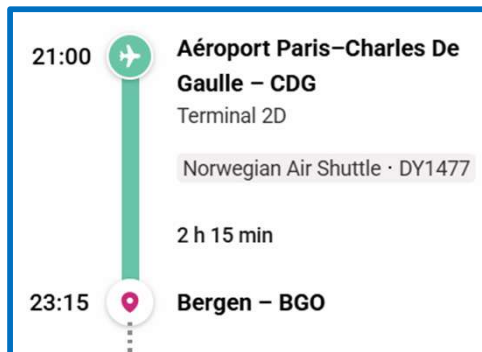 21:00
Aéroport Paris–Charles De
Gaulle – CDG
Terminal 2D
Norwegian Air Shuttle · DY1477
2 h 15 min
23:15
Bergen – BGO